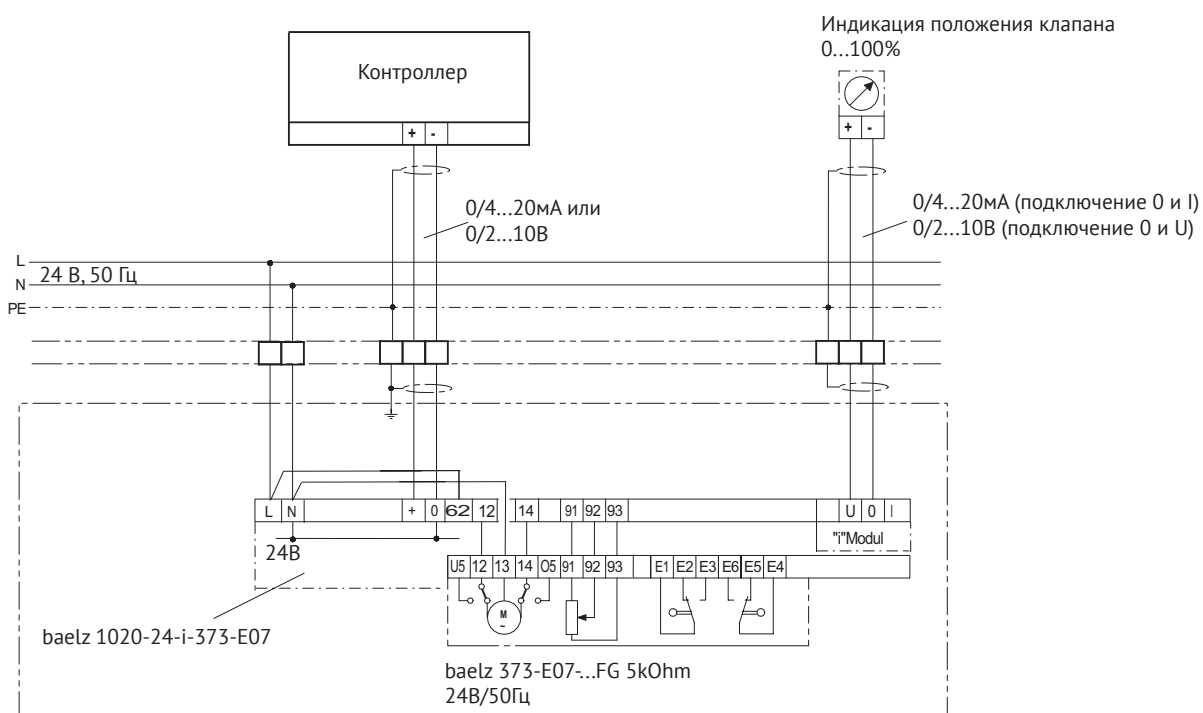 Контроллер
+ -
Индикация положения клапана
0...100%
+ -
0/4...20мА или
0/2...10В
0/4...20мА (подключение 0 и I)
0/2...10В (подключение 0 и U)
L
N 24 В, 50 Гц
PE
L N + 0 62 12 14 91 92 93 U 0 I
24В
"i"Modul
U5 12 13 14 O5 91 92 93 E1 E2 E3 E6 E5 E4
M
~
baelz 1020-24-i-373-E07
baelz 373-E07-...FG 5kOhm
24В/50Гц